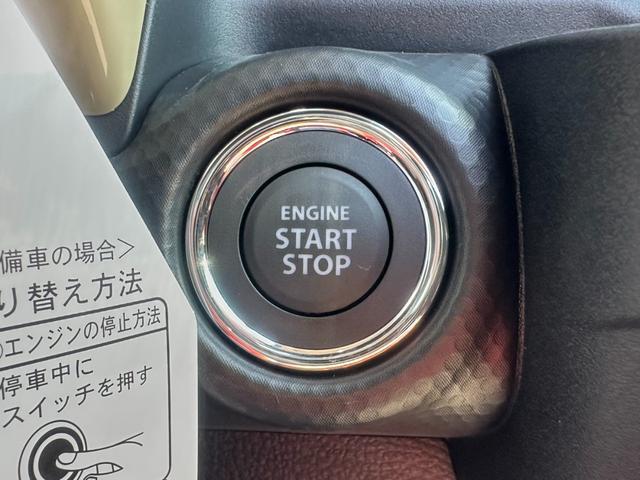 ENGINE
START
STOP
備車の場合>
り替え方法
エンジンの停止方法
停車中に
スイッチを押す